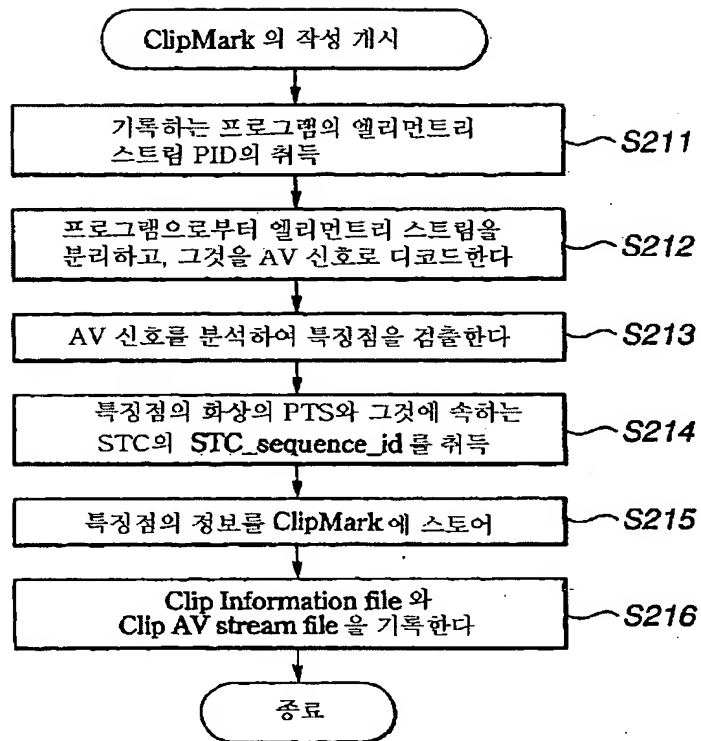 ClipMark 의 작성 개시
기록하는 프로그램의 엘리먼트리
스트림 PID의 취득
S211
프로그램으로부터 엘리먼트리 스트림을
분리하고, 그것을 AV 신호로 디코드한다
S212
AV 신호를 분석하여 특징점을 검출한다
S213
특징점의 화상의 PTS와 그것에 속하는
STC의 STC_sequence_id 를 취득
S214
특징점의 정보를 ClipMark 에 스토어
S215
Clip Information file 와
Clip AV stream file 을 기록한다
S216
종료